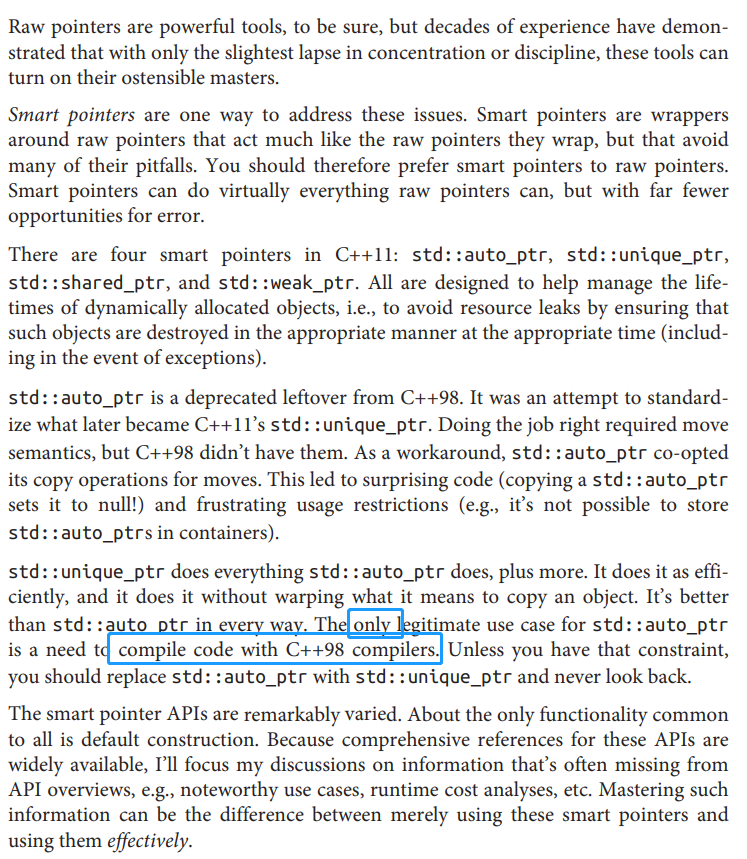 Raw pointers are powerful tools, to be sure, but decades of experience have demon-
strated that with only the slightest lapse in concentration or discipline, these tools can
turn on their ostensible masters.
Smart pointers are one way to address these issues. Smart pointers are wrappers
around raw pointers that act much like the raw pointers they wrap, but that avoid
many of their pitfalls. You should therefore prefer smart pointers to raw pointers.
Smart pointers can do virtually everything raw pointers can, but with far fewer
opportunities for error.
There are four smart pointers in C++11: std::auto_ptr, std::unique_ptr,
std::shared_ptr, and std::weak_ptr. All are designed to help manage the life-
times of dynamically allocated objects, i.e., to avoid resource leaks by ensuring that
such objects are destroyed in the appropriate manner at the appropriate time (includ-
ing in the event of exceptions).
std::auto_ptr is a deprecated leftover from C++98. It was an attempt to standard-
ize what later became C++11’s std::unique_ptr. Doing the job right required move
semantics, but C++98 didn’t have them. As a workaround, std::auto_ptr co-opted
its copy operations for moves. This led to surprising code (copying a std::auto_ptr
sets it to null!) and frustrating usage restrictions (e.g., it’s not possible to store
std::auto_ptrs in containers).
std::unique_ptr does everything std::auto_ptr does, plus more. It does it as effi-
ciently, and it does it without warping what it means to copy an object. It’s better
than std::auto_ptr in every way. The only legitimate use case for std::auto_ptr
is a need to compile code with C++98 compilers. Unless you have that constraint,
you should replace std::auto_ptr with std::unique_ptr and never look back.
The smart pointer APIs are remarkably varied. About the only functionality common
to all is default construction. Because comprehensive references for these APIs are
widely available, I’ll focus my discussions on information that’s often missing from
API overviews, e.g., noteworthy use cases, runtime cost analyses, etc. Mastering such
information can be the difference between merely using these smart pointers and
using them effectively.